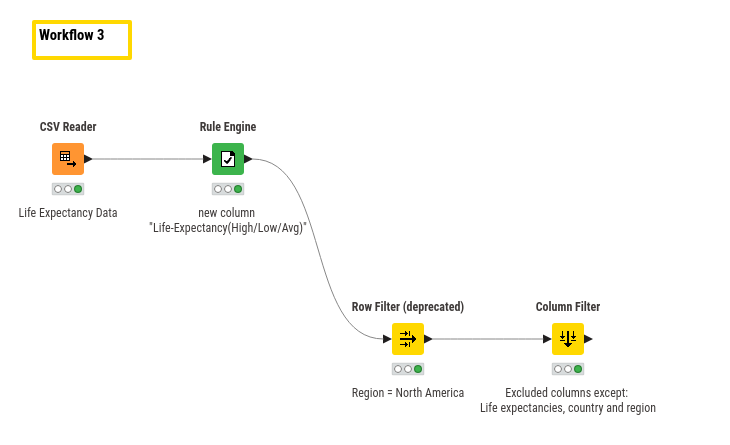 Workflow 3
CSV Reader
Life Expectancy Data
Rule Engine
new column
"Life-Expectancy(High/Low/Avg)"
Row Filter (deprecated)
Region = North America
Column Filter
Excluded columns except:
Life expectancies, country and region